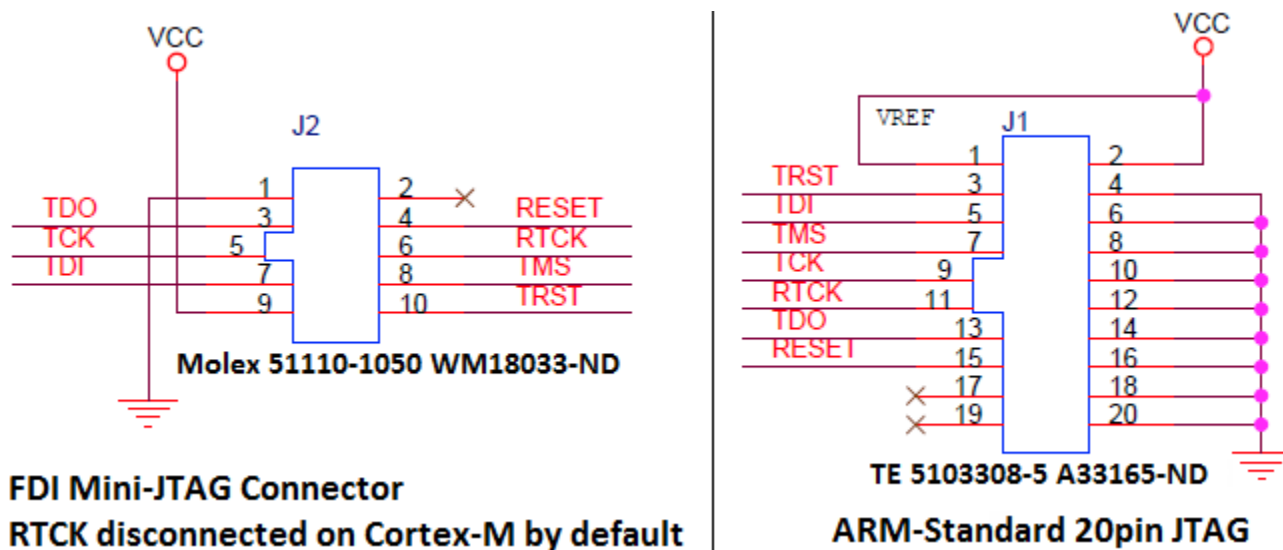 VCC
J2
1 2
TDO 3 4 RESET
TCK 5 6 RTCK
TDI 7 8 TMS
9 10 TRST
Molex 51110-1050 WM18033-ND
FDI Mini-JTAG Connector
RTCK disconnected on Cortex-M by default
VCC
VREF J1
1 2
TRST 3 4
TDI 5 6
TMS 7 8
TCK 9 10
RTCK 11 12
TDO 13 14
RESET 15 16
17 18
19 20
TE 5103308-5 A33165-ND
ARM-Standard 20pin JTAG